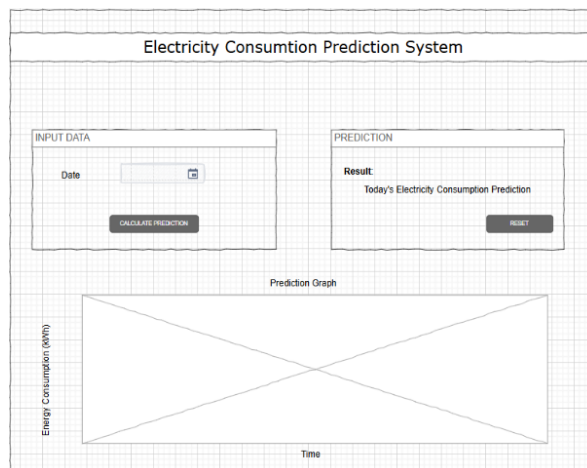 Electricity Consumtion Prediction System
INPUT DATA
Date
CALCULATE PREDICTION
PREDICTION
Result:
Today's Electricity Consumption Prediction
RESET
Prediction Graph
Energy Consumption (kWh)
Time